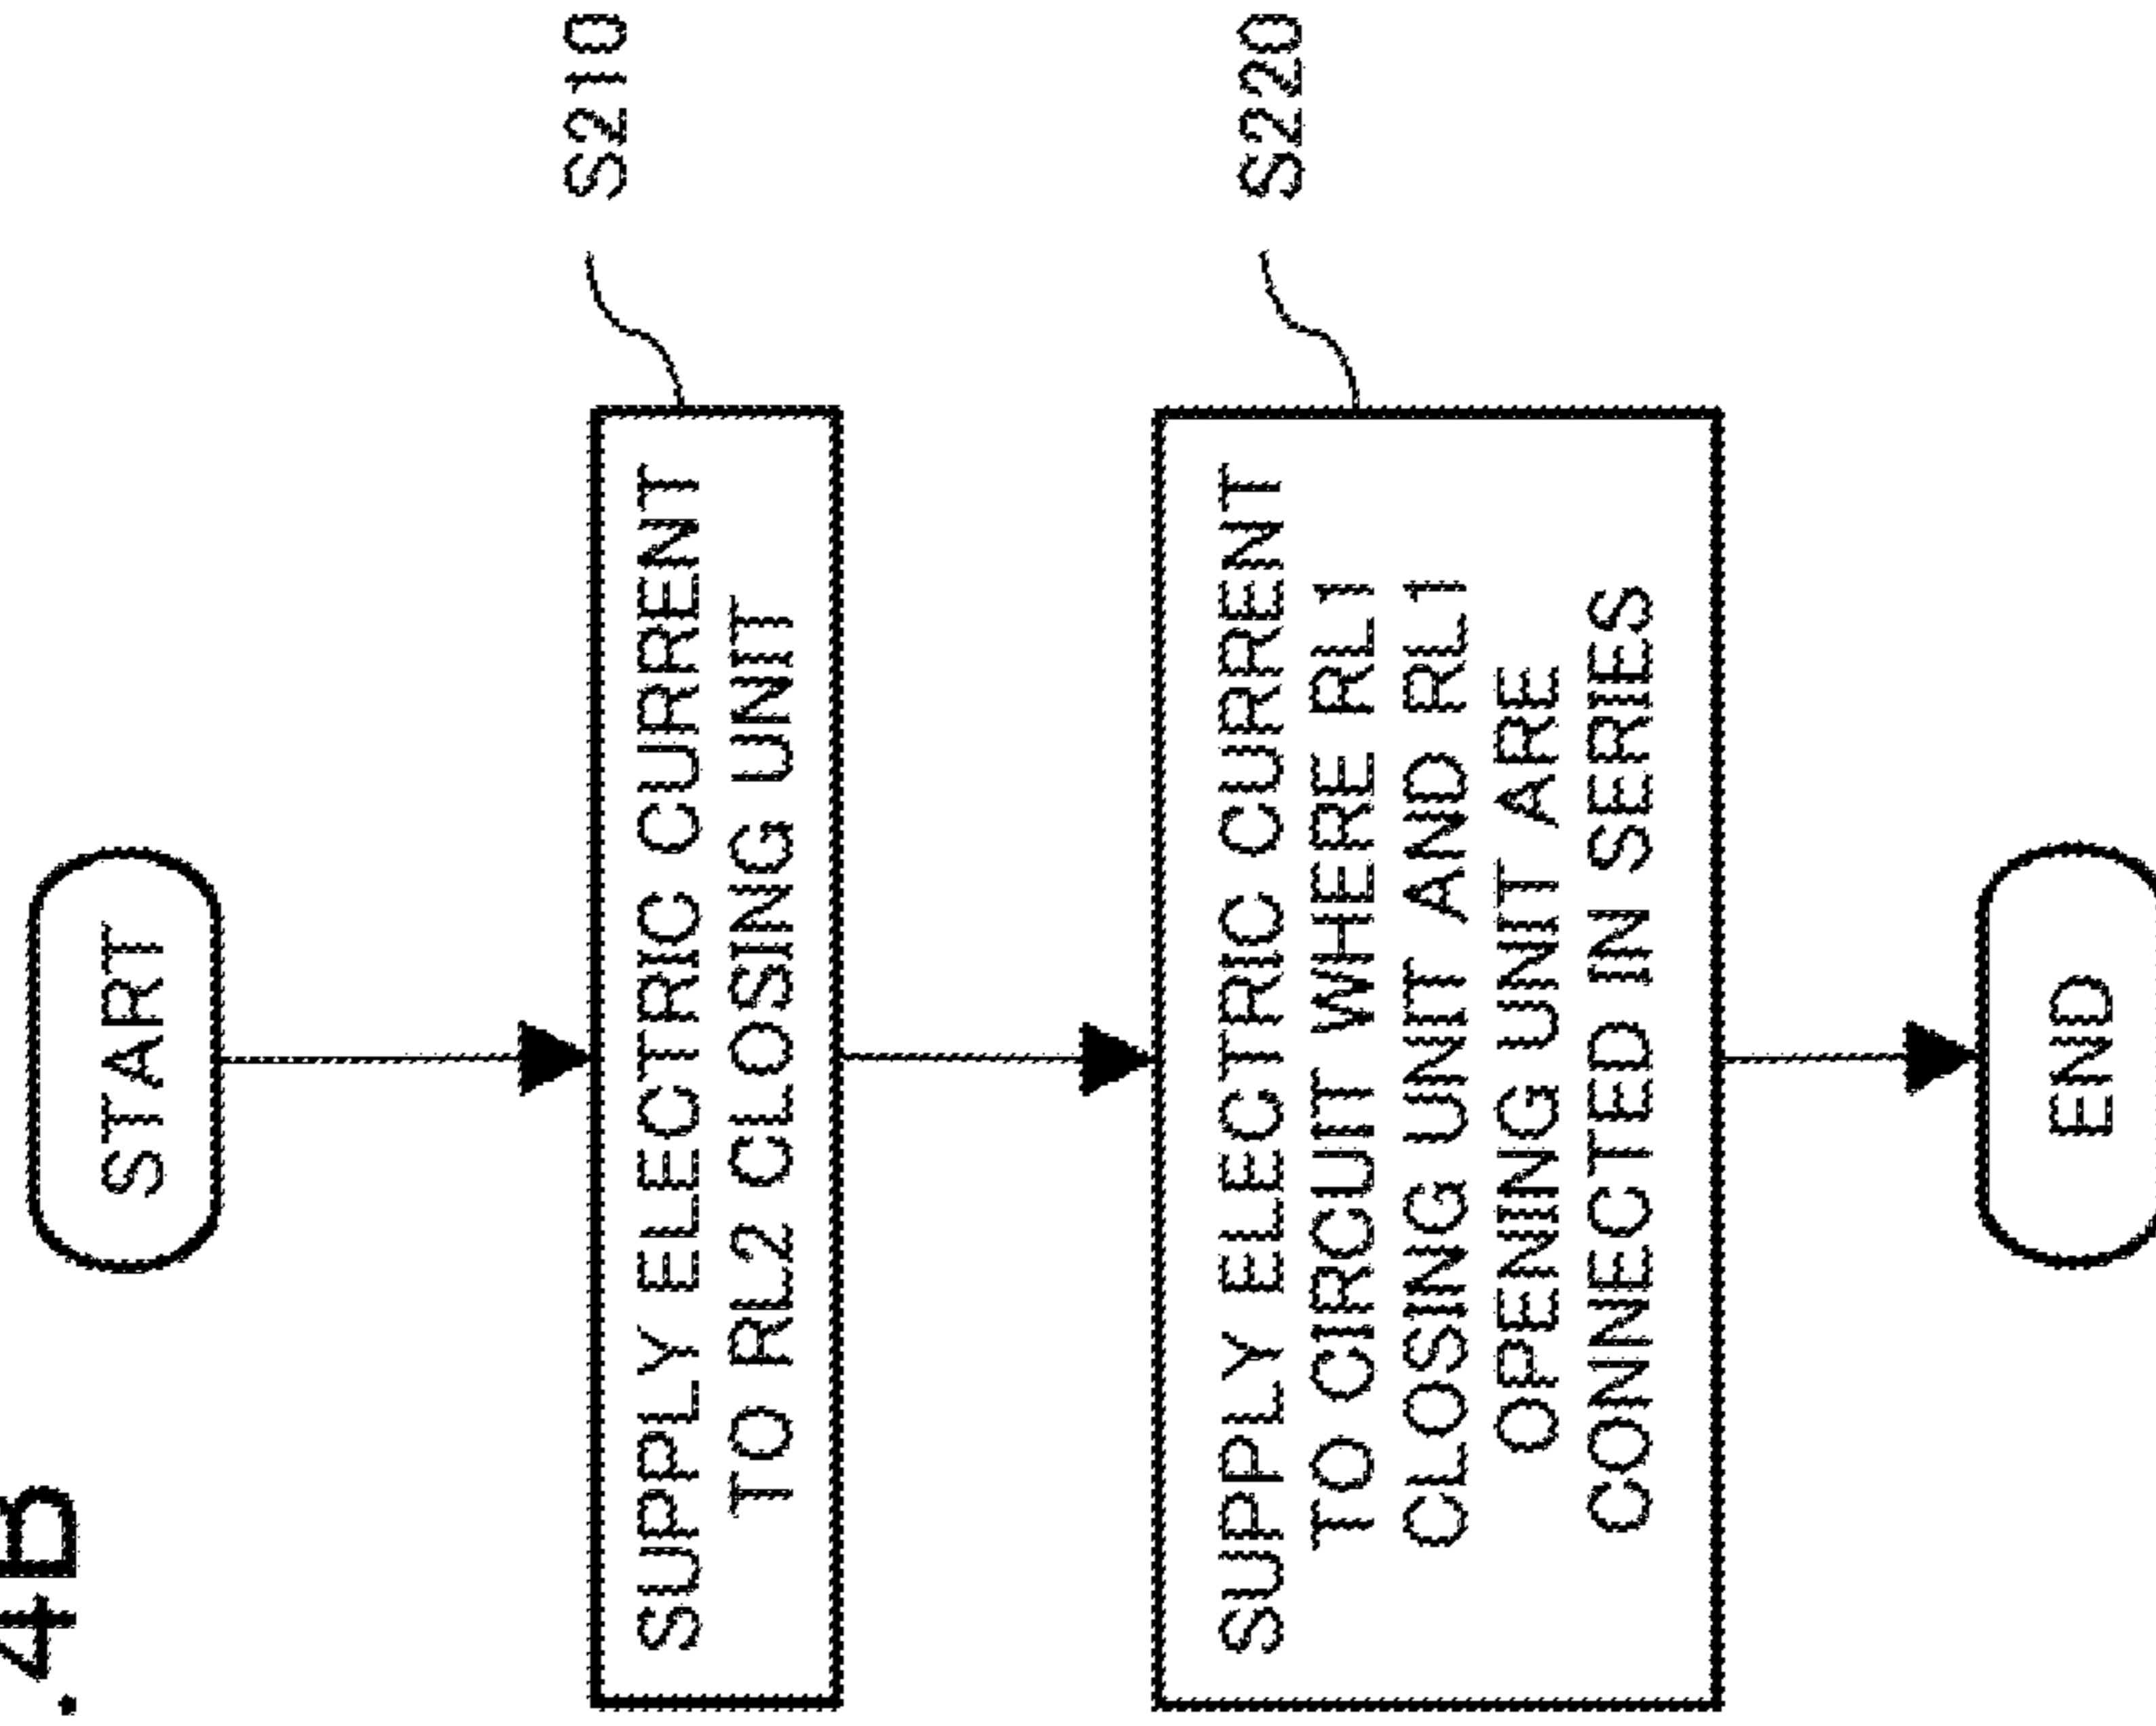 .4B
START
SUPPLY ELECTRIC CURRENT
TO RL2 CLOSING UNIT
S210
SUPPLY ELECTRIC CURRENT
TO CIRCUIT WHERE RL1
CLOSING UNIT AND RL1
OPENING UNIT ARE
CONNECTED IN SERIES
S220
END